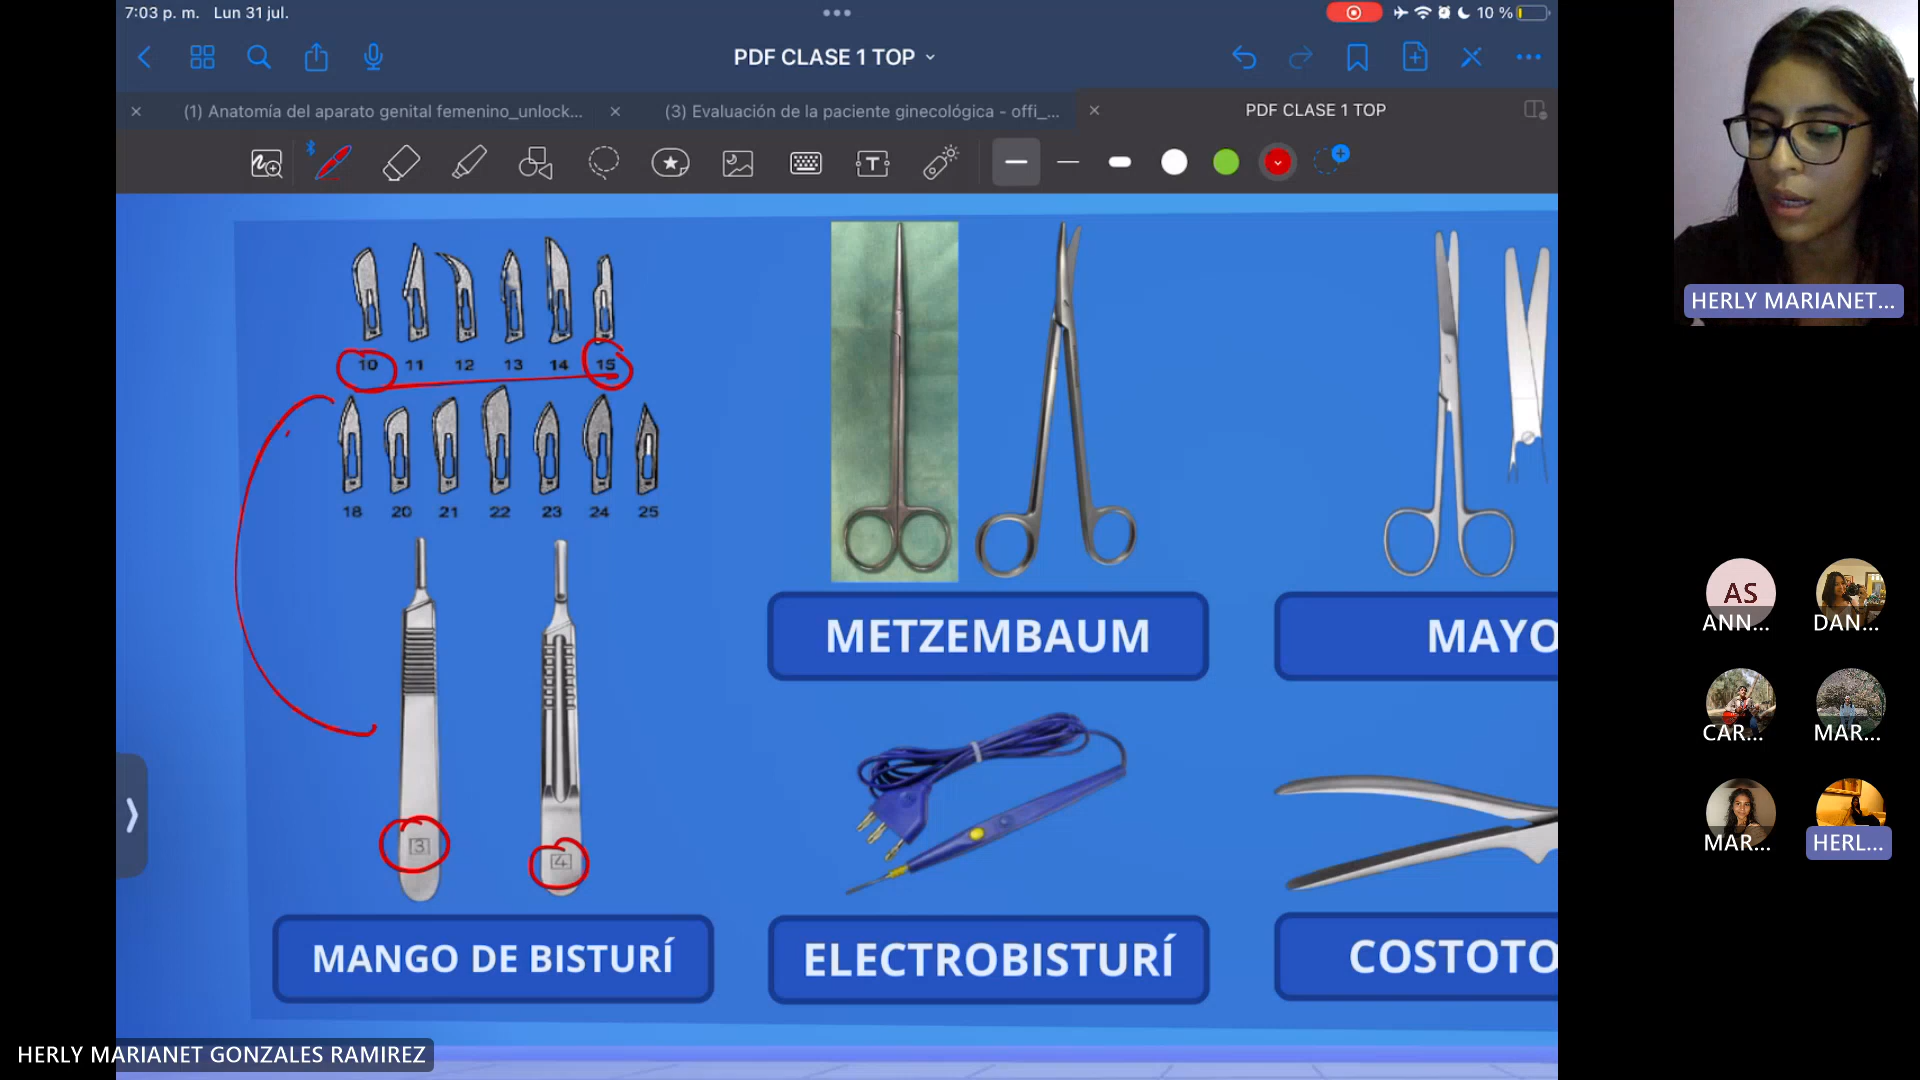 7:03 p. m. Lun 31 jul.
10 %
PDF CLASE 1 TOP
(1) Anatomía del aparato genital femenino_unlock...
(3) Evaluación de la paciente ginecológica - offi_...
PDF CLASE 1 TOP
T
10 11 12 13 14 15
18 20 21 22 23 24 25
3
4
METZEMBAUM
MAYO
MANGO DE BISTURÍ
ELECTROBISTURÍ
COSTOTO
HERLY MARIANET GONZALES RAMIREZ
HERLY MARIANET...
AS
ANN...
DAN...
CAR...
MAR...
MAR...
HERL...